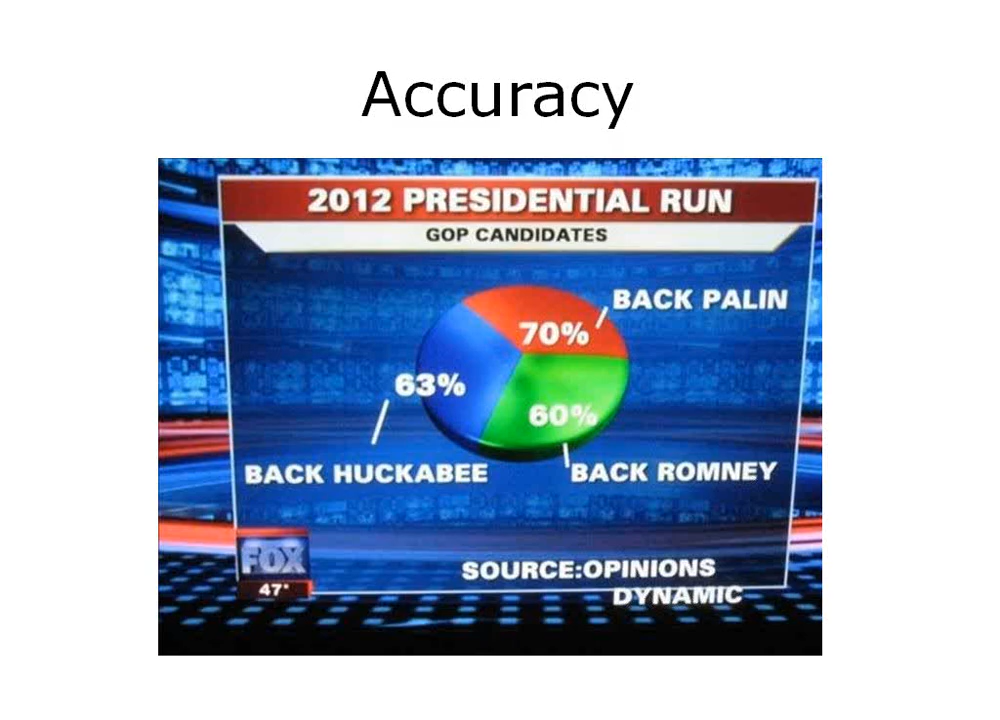 Accuracy
2012 PRESIDENTIAL RUN
GOP CANDIDATES
BACK PALIN
70%
63%
60%
BACK HUCKABEE
BACK ROMNEY
FOX
47°
SOURCE:OPINIONS
DYNAMIC